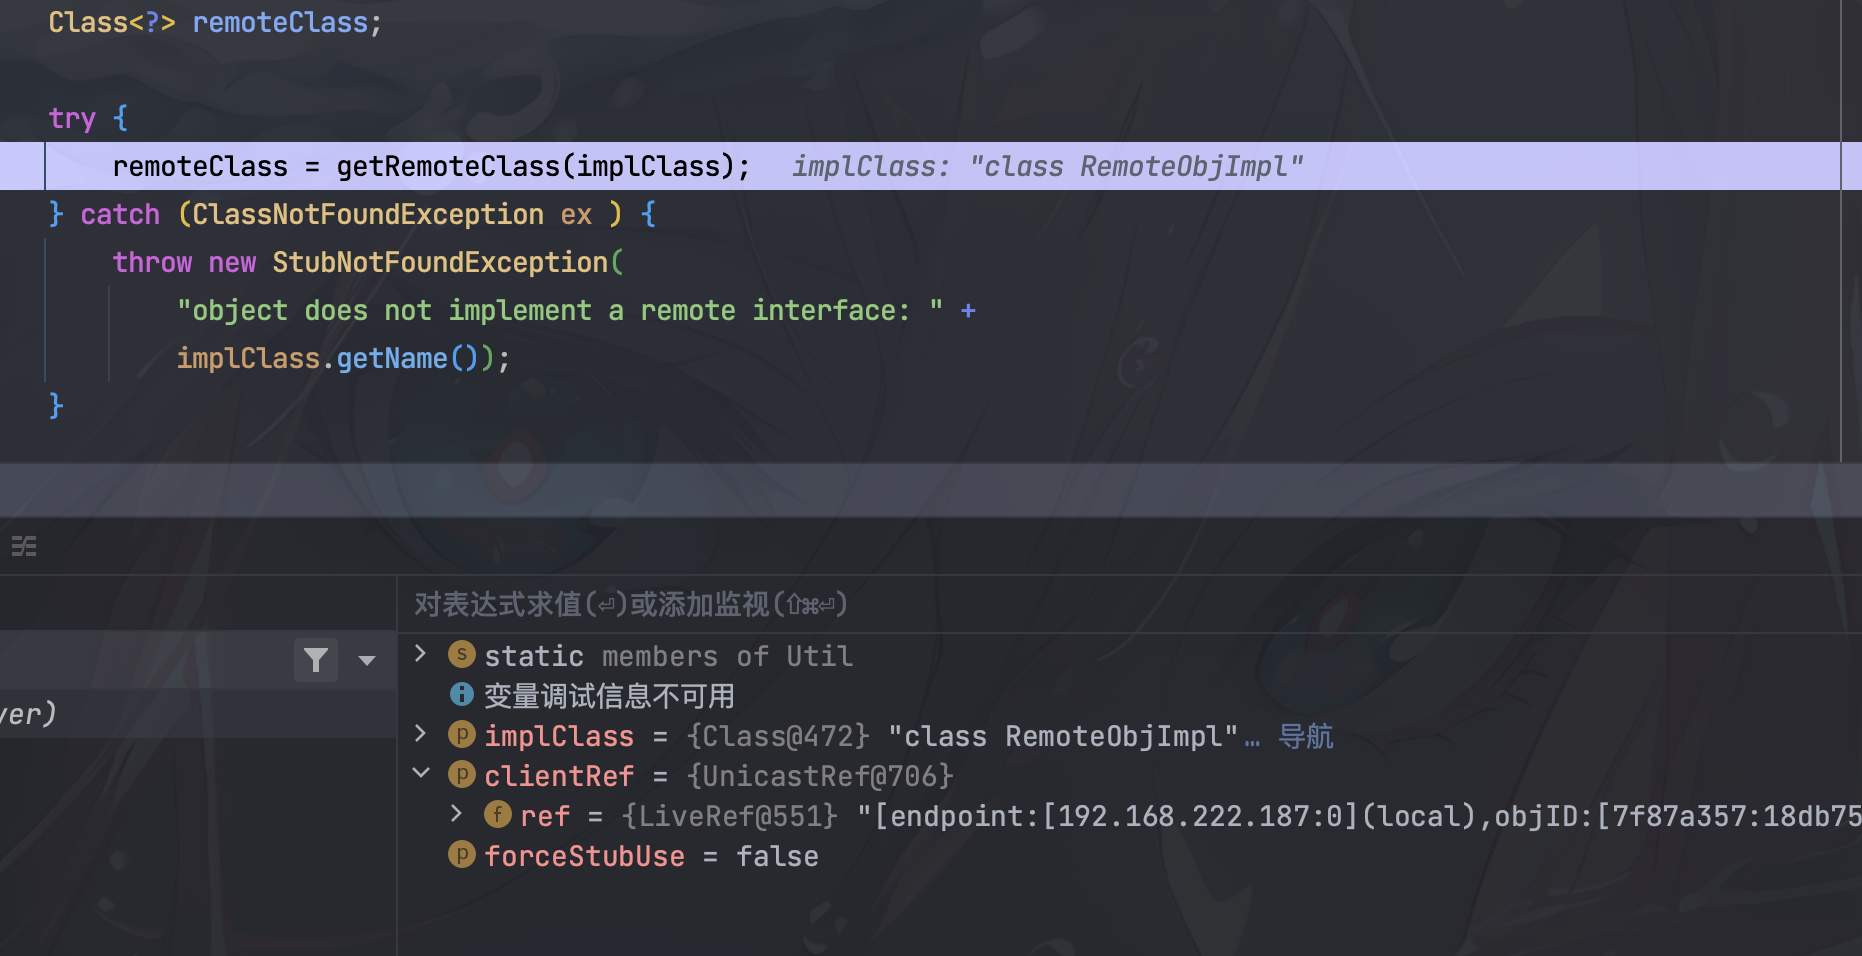 Class<?> remoteClass;
try {
remoteClass = getRemoteClass(implClass); implClass: "class RemoteObjImpl"
} catch (ClassNotFoundException ex ) {
throw new StubNotFoundException(
"object does not implement a remote interface: " +
implClass.getName());
}
对表达式求值(⏎)或添加监视(⇧⌘⏎)
static members of Util
变量调试信息不可用
ver)
implClass = {Class@472} "class RemoteObjImpl"… 导航
clientRef = {UnicastRef@706}
ref = {LiveRef@551} "[endpoint:[192.168.222.187:0](local),objID:[7f87a357:18db75
forceStubUse = false